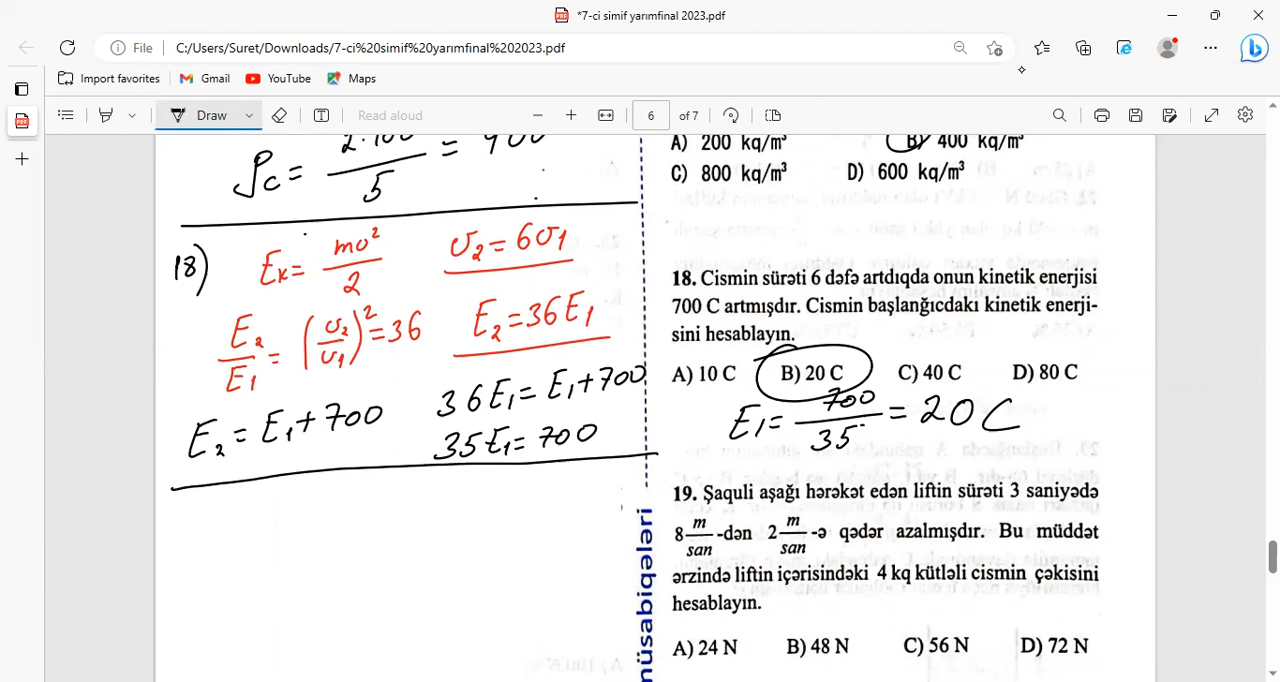 *7-ci simif yarımfinal 2023.pdf
File C:/Users/Suret/Downloads/7-ci%20simif%20yarımfinal%202023.pdf
Import favorites Gmail YouTube Maps
Draw Read aloud 6 of 7
ρc = 2·100/5 = 400
A) 200 kq/m³ B) 400 kq/m³
C) 800 kq/m³ D) 600 kq/m³
18) Eк = mυ²/2 υ₂ = 6υ₁
E₂/E₁ = (υ₂/υ₁)² = 36 E₂ = 36E₁
E₂ = E₁ + 700 36E₁ = E₁ + 700
35E₁ = 700
18. Cismin sürəti 6 dəfə artdıqda onun kinetik enerjisi
700 C artmışdır. Cismin başlanğıcdakı kinetik enerji-
sini hesablayın.
A) 10 C B) 20 C C) 40 C D) 80 C
E₁ = 700/35 = 20 C
19. Şaquli aşağı hərəkət edən liftin sürəti 3 saniyədə
8 m/san -dən 2 m/san -ə qədər azalmışdır. Bu müddət
ərzində liftin içərisindəki 4 kq kütləli cismin çəkisini
hesablayın.
A) 24 N B) 48 N C) 56 N D) 72 N
müsabiqələri